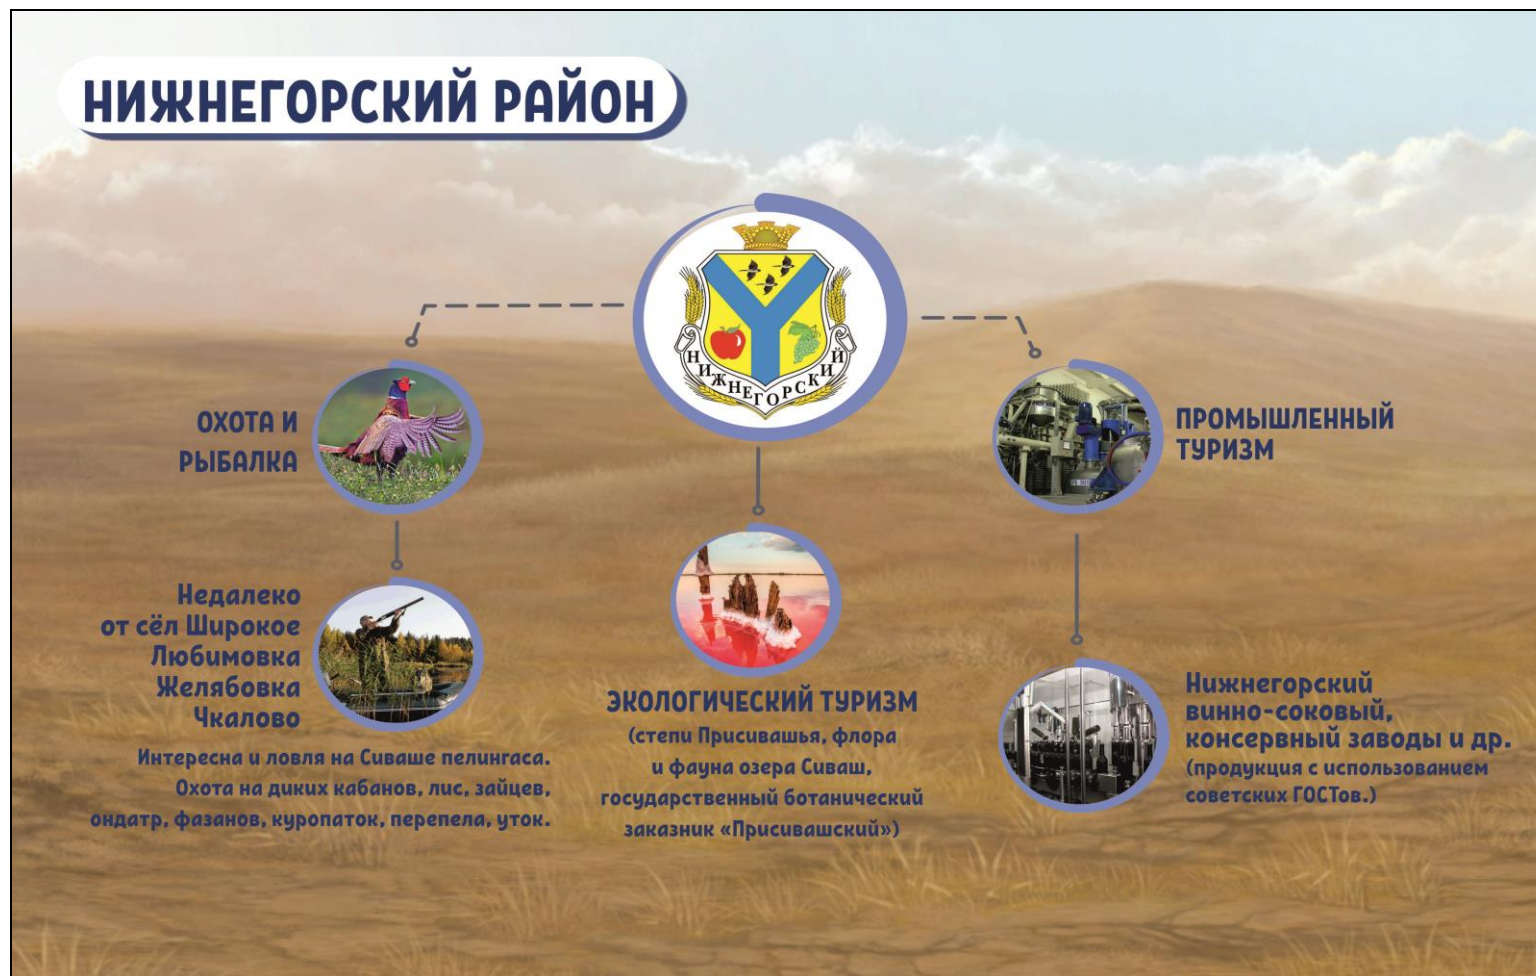 НИЖНЕГОРСКИЙ РАЙОН
НИЖНЕГОРСКИЙ
ОХОТА И
РЫБАЛКА
Недалеко
от сёл Широкое
Любимовка
Желябовка
Чкалово
Интересна и ловля на Сиваше пелингаса.
Охота на диких кабанов, лис, зайцев,
ондатр, фазанов, куропаток, перепела, уток.
ЭКОЛОГИЧЕСКИЙ ТУРИЗМ
(степи Присивашья, флора
и фауна озера Сиваш,
государственный ботанический
заказник «Присивашский»)
ПРОМЫШЛЕННЫЙ
ТУРИЗМ
Нижнегорский
винно-соковый,
консервный заводы и др.
(продукция с использованием
советских ГОСТов.)